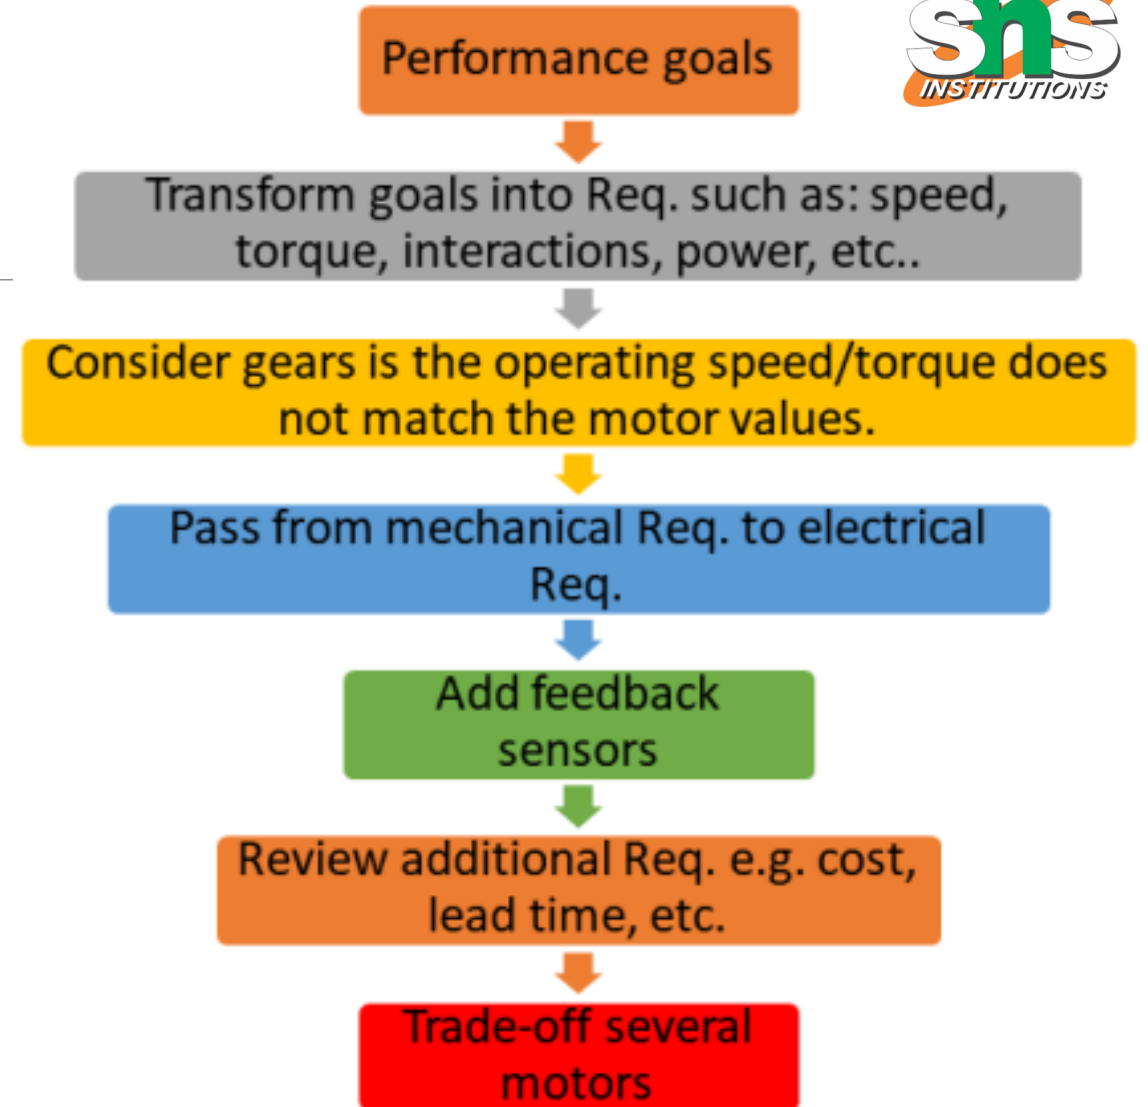 sns
INSTITUTIONS
Performance goals
Transform goals into Req. such as: speed,
torque, interactions, power, etc..
Consider gears is the operating speed/torque does
not match the motor values.
Pass from mechanical Req. to electrical
Req.
Add feedback
sensors
Review additional Req. e.g. cost,
lead time, etc.
Trade-off several
motors